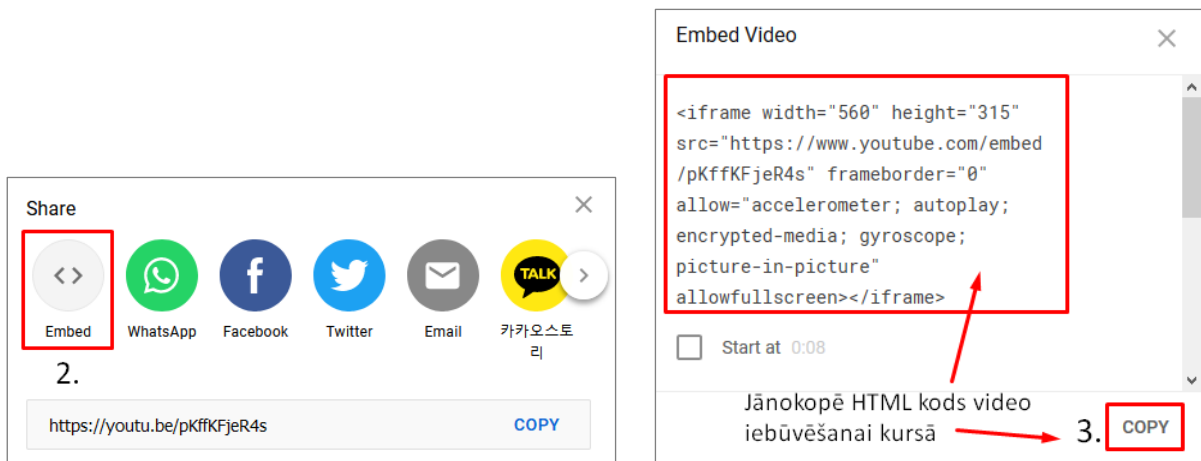 Share
Embed
WhatsApp
Facebook
Twitter
Email
TALK
카카오스토
리
2.
https://youtu.be/pKffKFjeR4s
COPY
Embed Video
<iframe width="560" height="315"
src="https://www.youtube.com/embed
/pKffKFjeR4s" frameborder="0"
allow="accelerometer; autoplay;
encrypted-media; gyroscope;
picture-in-picture"
allowfullscreen></iframe>
Start at 0:08
Jānokopē HTML kods video
iebūvēšanai kursā
3. COPY